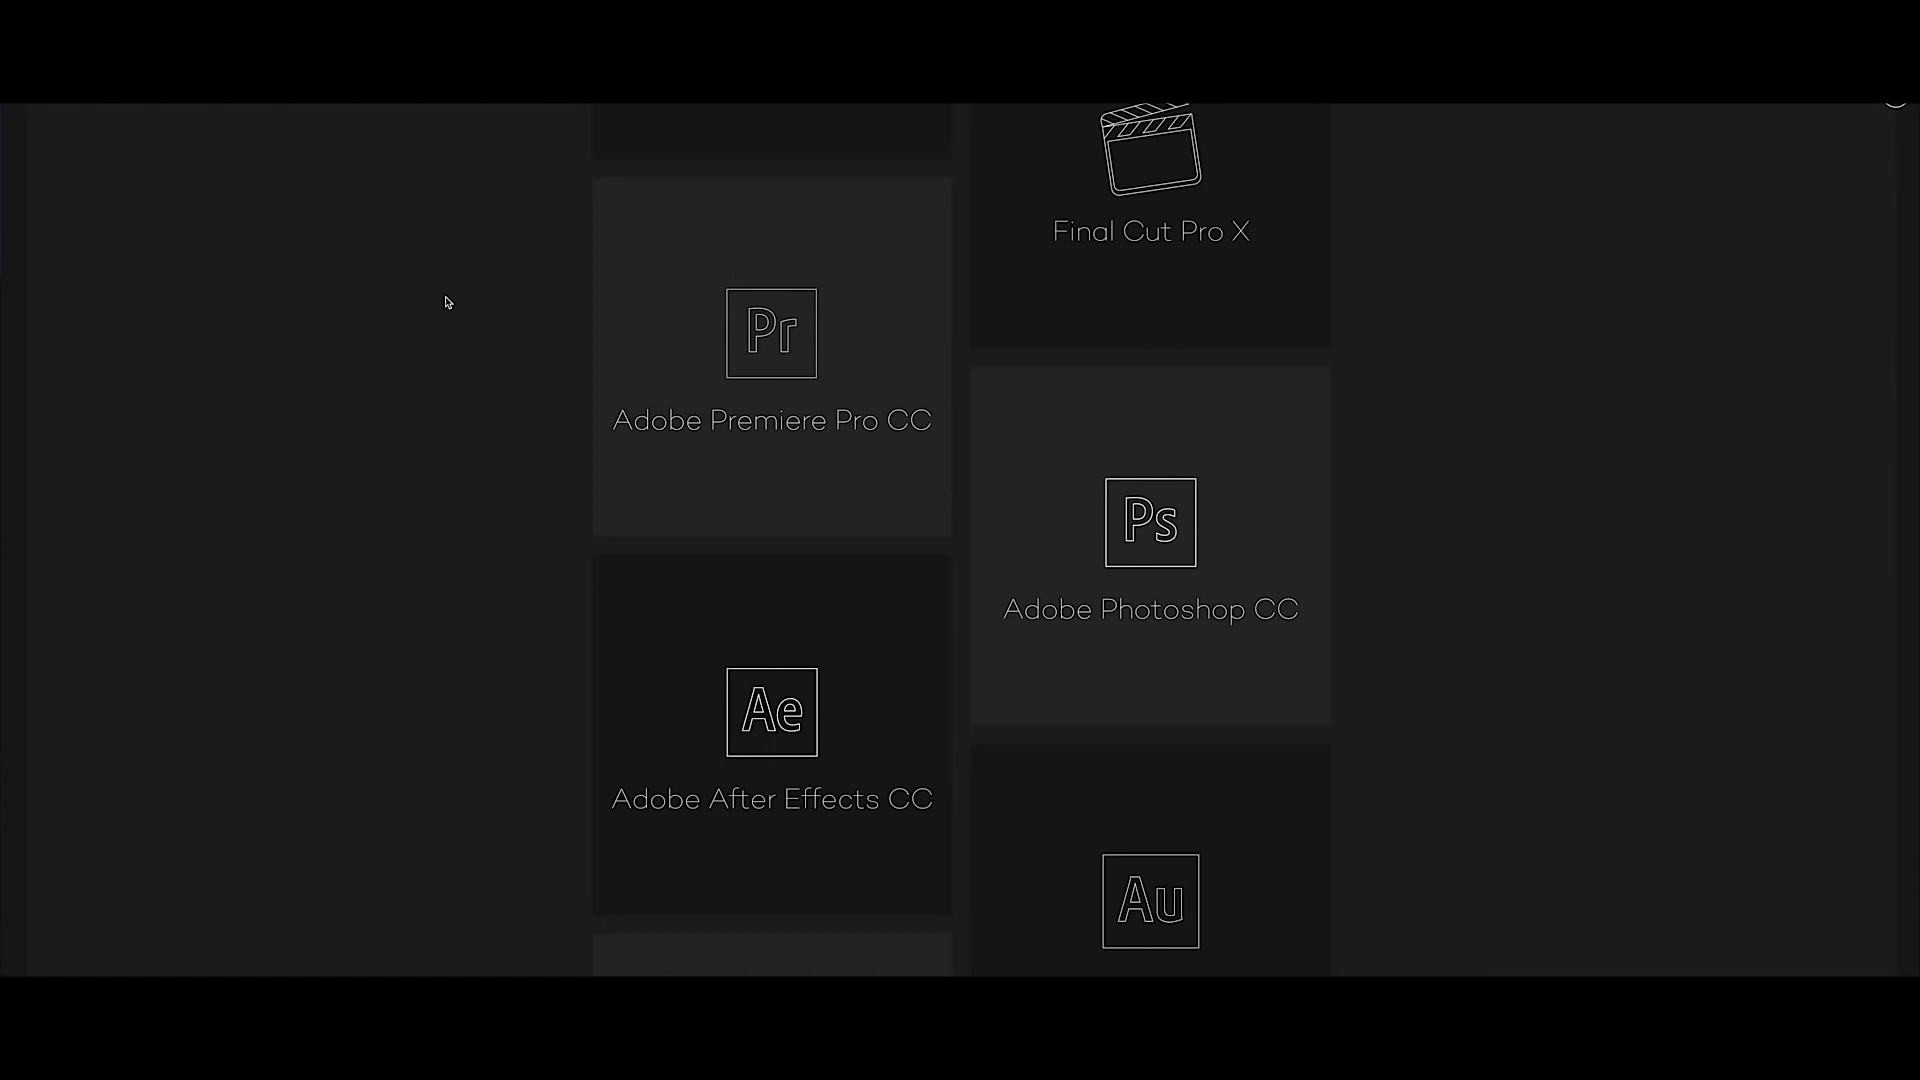 Final Cut Pro X
Pr
Adobe Premiere Pro CC
Ps
Adobe Photoshop CC
Ae
Adobe After Effects CC
Au